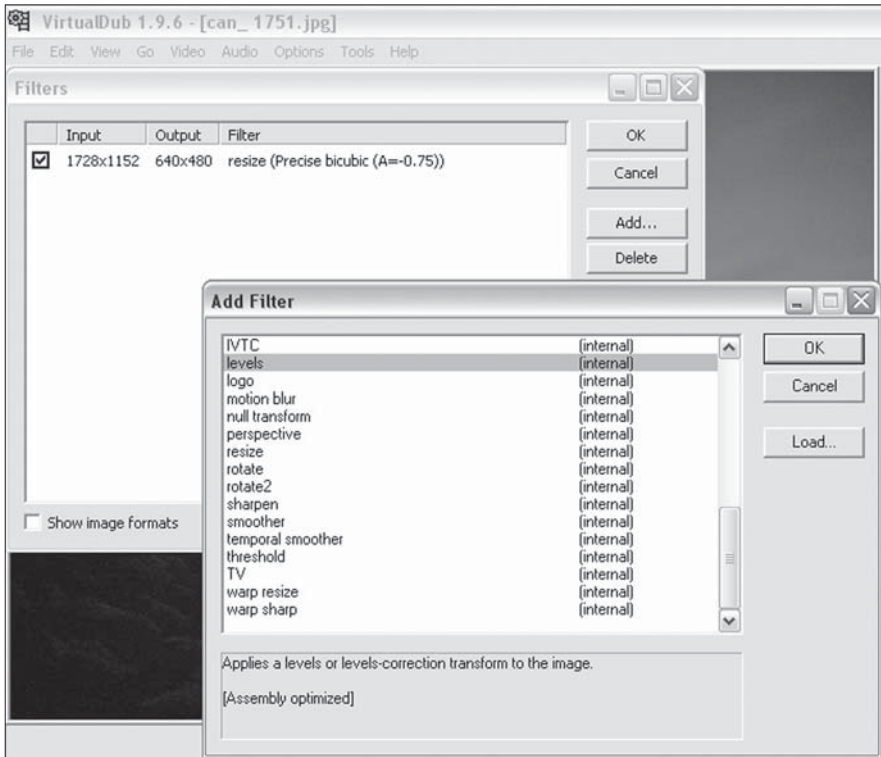 VirtualDub 1.9.6 - [can_ 1751.jpg]
File Edit View Go Video Audio Options Tools Help
Filters
Input Output Filter
1728x1152 640x480 resize (Precise bicubic (A=-0.75))
OK
Cancel
Add...
Delete
Show image formats
Add Filter
IVTC (internal)
levels (internal)
logo (internal)
motion blur (internal)
null transform (internal)
perspective (internal)
resize (internal)
rotate (internal)
rotate2 (internal)
sharpen (internal)
smoother (internal)
temporal smoother (internal)
threshold (internal)
TV (internal)
warp resize (internal)
warp sharp (internal)
OK
Cancel
Load...
Applies a levels or levels-correction transform to the image.
[Assembly optimized]